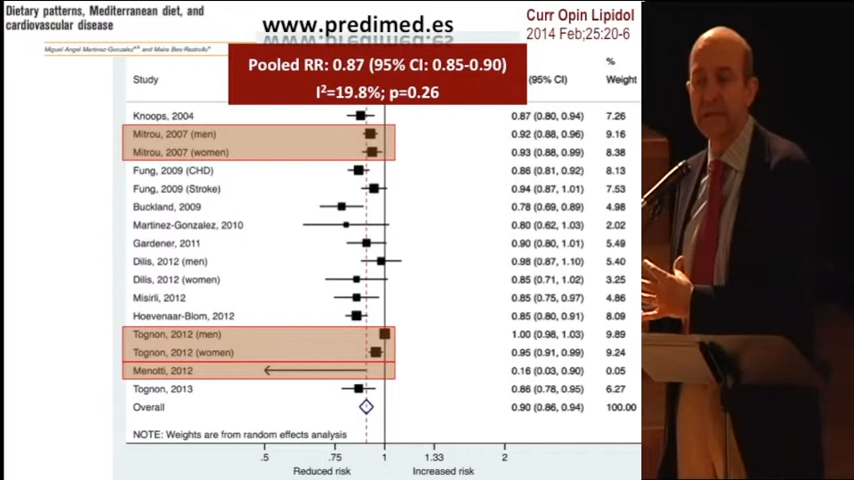 Dietary patterns, Mediterranean diet, and
cardiovascular disease
Miguel Angel Martinez-Gonzalez and Maira Bes-Rastrollo
www.predimed.es
Curr Opin Lipidol
2014 Feb;25:20-6
Pooled RR: 0.87 (95% CI: 0.85-0.90)
I²=19.8%; p=0.26
%
Study (95% CI) Weight
Knoops, 2004 0.87 (0.80, 0.94) 7.26
Mitrou, 2007 (men) 0.92 (0.88, 0.96) 9.16
Mitrou, 2007 (women) 0.93 (0.88, 0.99) 8.38
Fung, 2009 (CHD) 0.86 (0.81, 0.92) 8.13
Fung, 2009 (Stroke) 0.94 (0.87, 1.01) 7.53
Buckland, 2009 0.78 (0.69, 0.89) 4.98
Martinez-Gonzalez, 2010 0.80 (0.62, 1.03) 2.02
Gardener, 2011 0.90 (0.80, 1.01) 5.49
Dilis, 2012 (men) 0.98 (0.87, 1.10) 5.40
Dilis, 2012 (women) 0.85 (0.71, 1.02) 3.25
Misirli, 2012 0.85 (0.75, 0.97) 4.86
Hoevenaar-Blom, 2012 0.85 (0.80, 0.91) 8.09
Tognon, 2012 (men) 1.00 (0.98, 1.03) 9.89
Tognon, 2012 (women) 0.95 (0.91, 0.99) 9.24
Menotti, 2012 0.16 (0.03, 0.90) 0.05
Tognon, 2013 0.86 (0.78, 0.95) 6.27
Overall 0.90 (0.86, 0.94) 100.00
NOTE: Weights are from random effects analysis
.5 .75 1 1.33 2
Reduced risk Increased risk